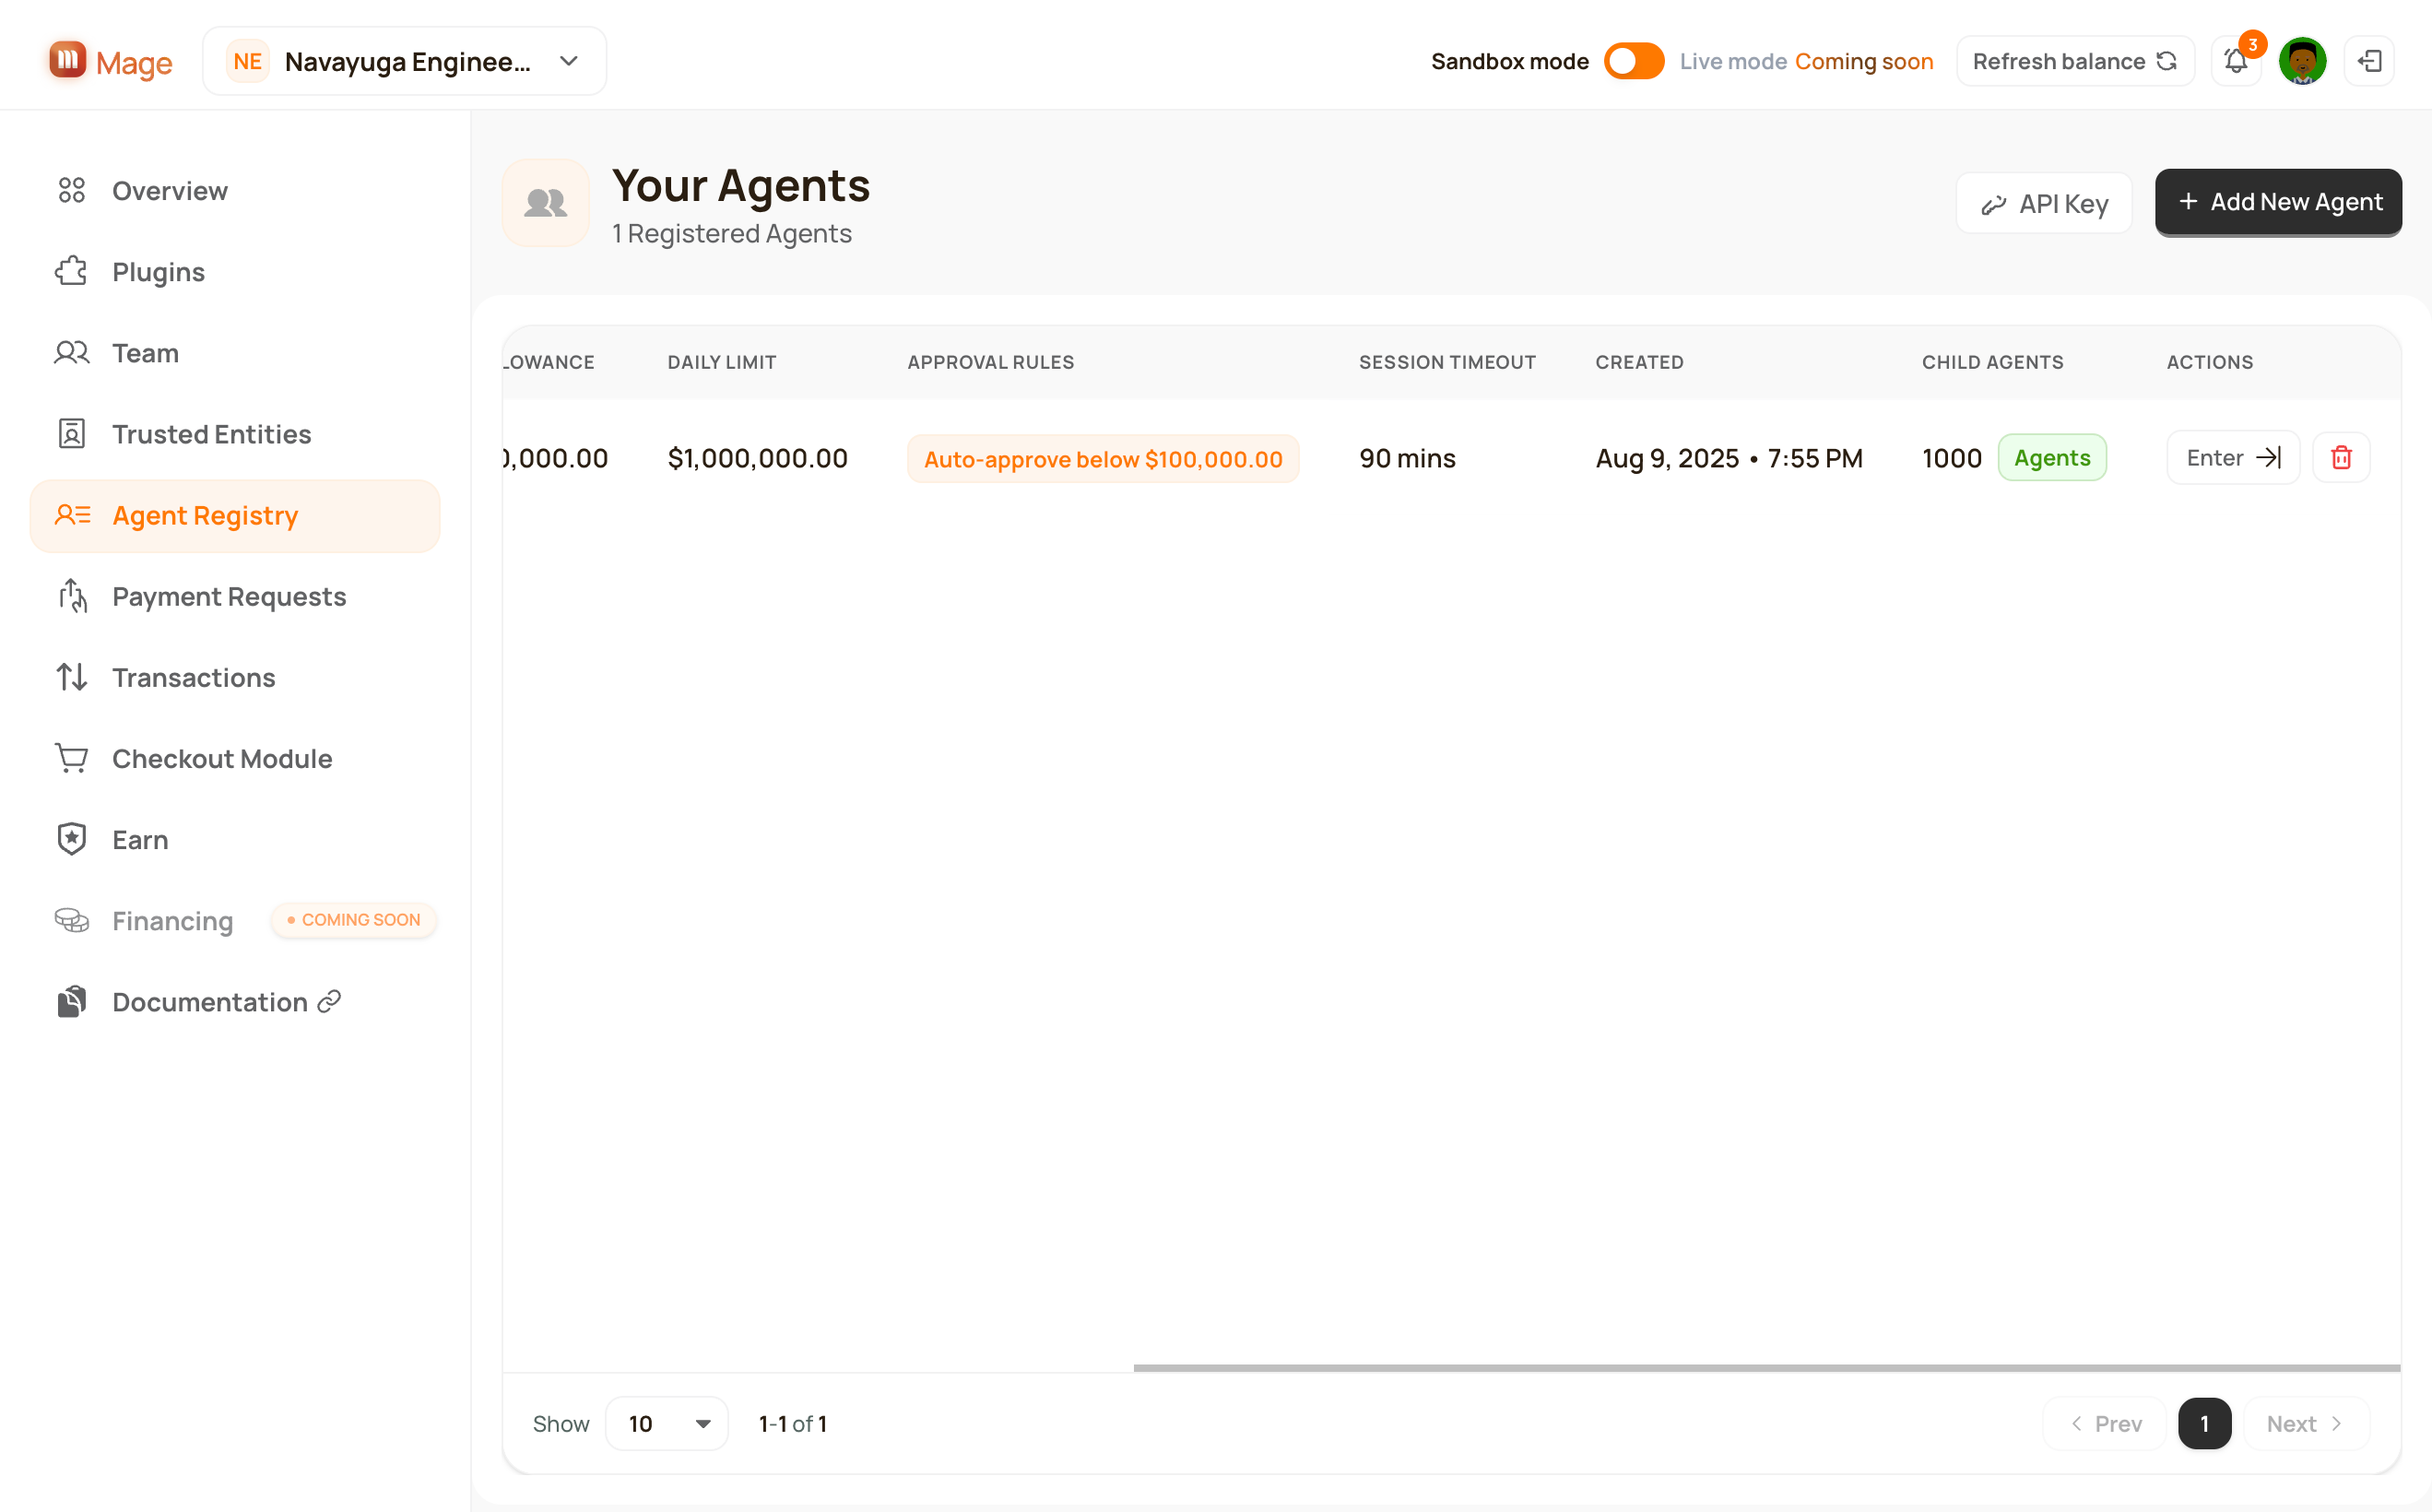 Mage
NE Navayuga Enginee...
Sandbox mode Live mode Coming soon
Refresh balance
3
Overview
Plugins
Team
Trusted Entities
Agent Registry
Payment Requests
Transactions
Checkout Module
Earn
Financing COMING SOON
Documentation
Your Agents
1 Registered Agents
API Key
+ Add New Agent
LOWANCE DAILY LIMIT APPROVAL RULES SESSION TIMEOUT CREATED CHILD AGENTS ACTIONS
0,000.00 $1,000,000.00 Auto-approve below $100,000.00 90 mins Aug 9, 2025 • 7:55 PM 1000 Agents Enter
Show 10 1-1 of 1
Prev 1 Next